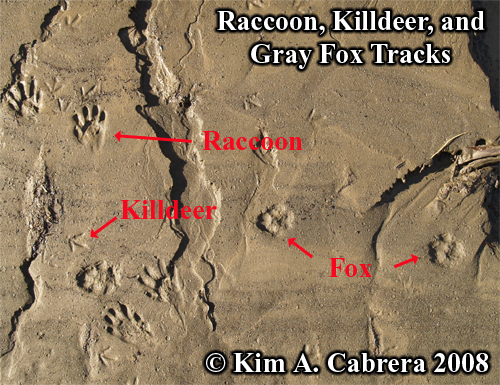 Raccoon, Killdeer, and
Gray Fox Tracks
Raccoon
Killdeer
Fox
© Kim A. Cabrera 2008